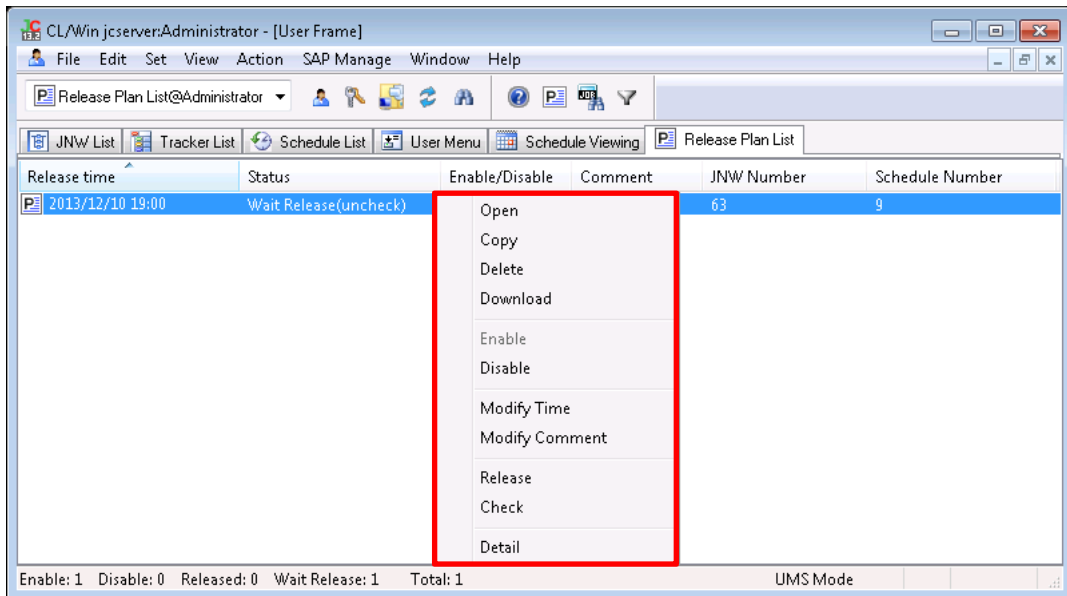 CL/Win jcserver:Administrator - [User Frame]
File Edit Set View Action SAP Manage Window Help
Release Plan List@Administrator
JNW List Tracker List Schedule List User Menu Schedule Viewing Release Plan List
Release time Status Enable/Disable Comment JNW Number Schedule Number
2013/12/10 19:00 Wait Release(uncheck) 63 9
Open
Copy
Delete
Download
Enable
Disable
Modify Time
Modify Comment
Release
Check
Detail
Enable: 1 Disable: 0 Released: 0 Wait Release: 1 Total: 1 UMS Mode